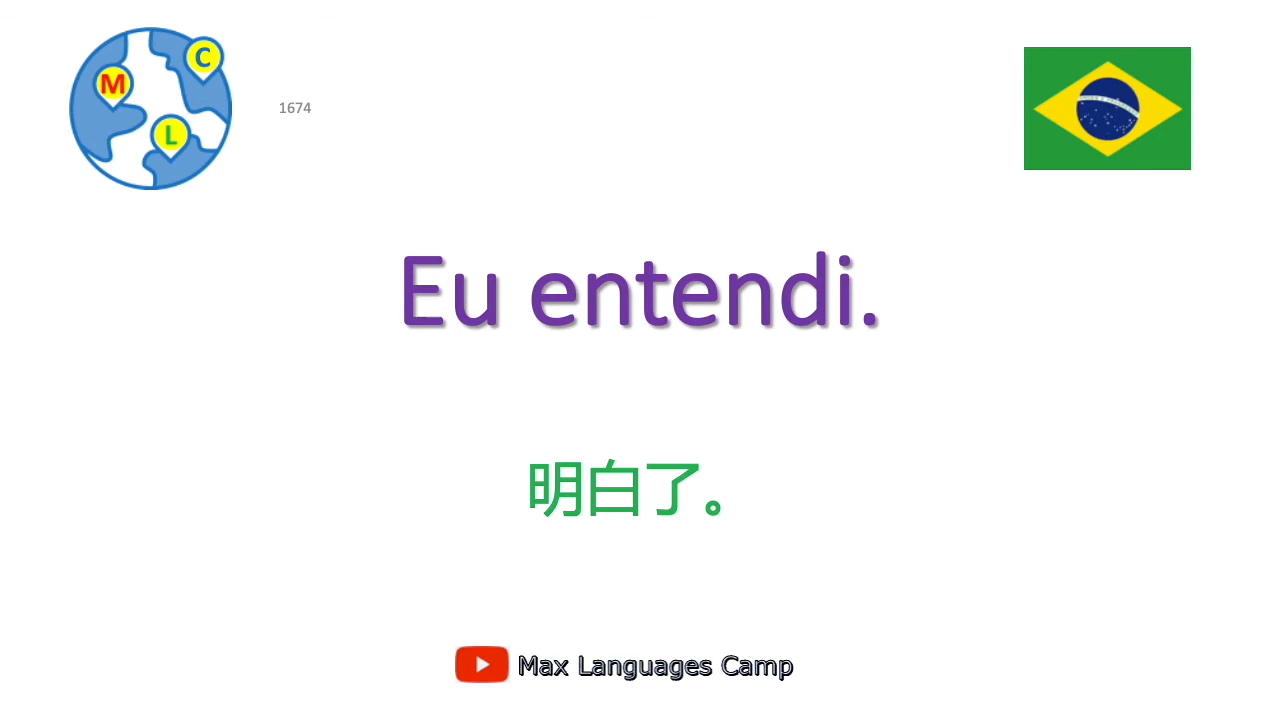 M
C
L
1674
Eu entendi.
明白了。
Max Languages Camp